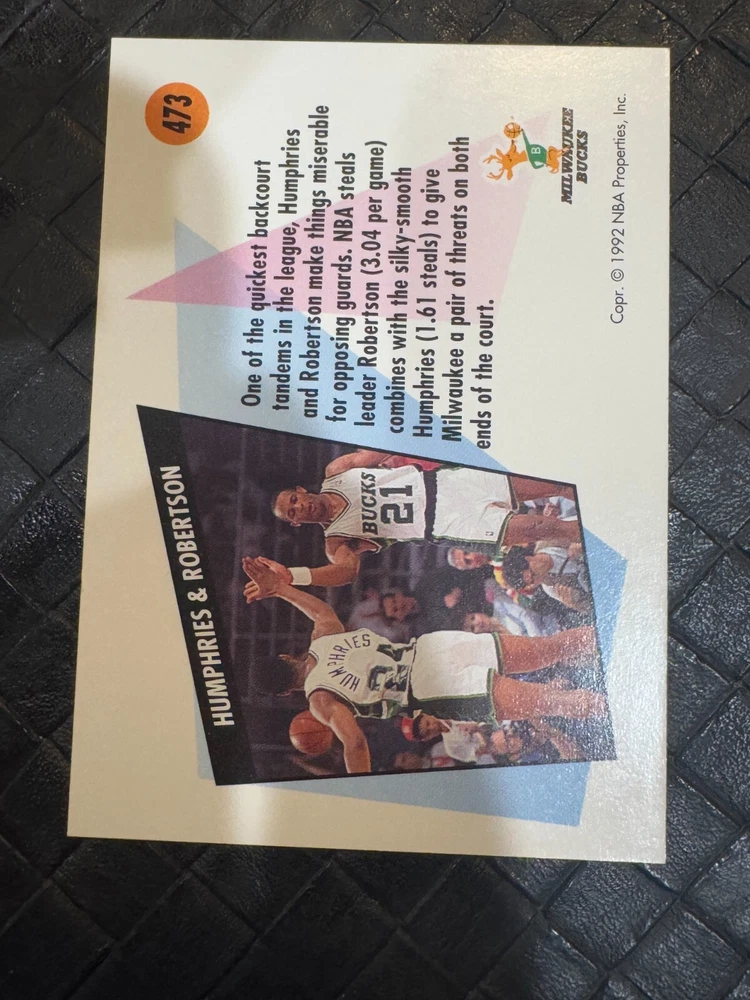 473
HUMPHRIES & ROBERTSON
BUCKS
21
HUMPHRIES
24
One of the quickest backcourt
tandems in the league, Humphries
and Robertson make things miserable
for opposing guards. NBA steals
leader Robertson (3.04 per game)
combines with the silky-smooth
Humphries (1.61 steals) to give
Milwaukee a pair of threats on both
ends of the court.
B
MILWAUKEE
BUCKS
Copr. © 1992 NBA Properties, Inc.